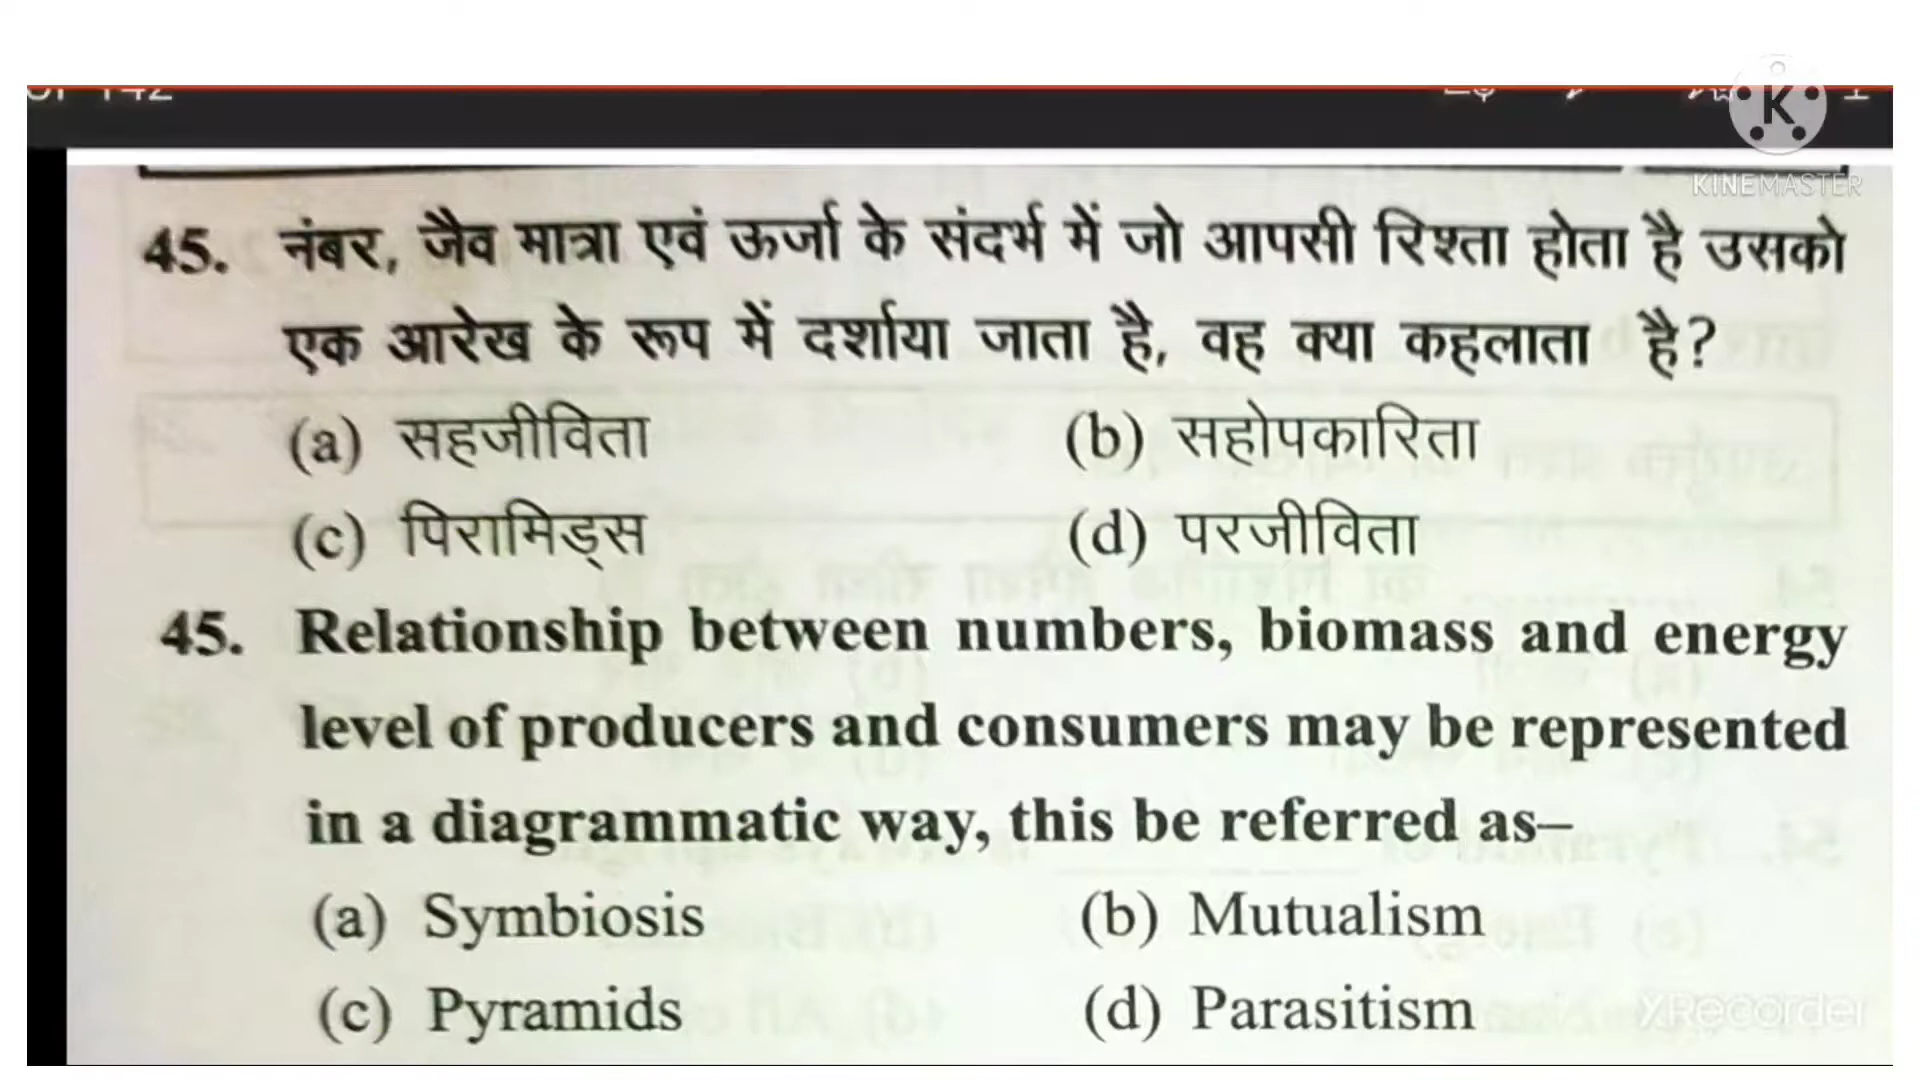 KINEMASTER
45. नंबर, जैव मात्रा एवं ऊर्जा के संदर्भ में जो आपसी रिश्ता होता है उसको
एक आरेख के रूप में दर्शाया जाता है, वह क्या कहलाता है?
(a) सहजीविता (b) सहोपकारिता
(c) पिरामिड्स (d) परजीविता
45. Relationship between numbers, biomass and energy
level of producers and consumers may be represented
in a diagrammatic way, this be referred as–
(a) Symbiosis (b) Mutualism
(c) Pyramids (d) Parasitism
XRecorder